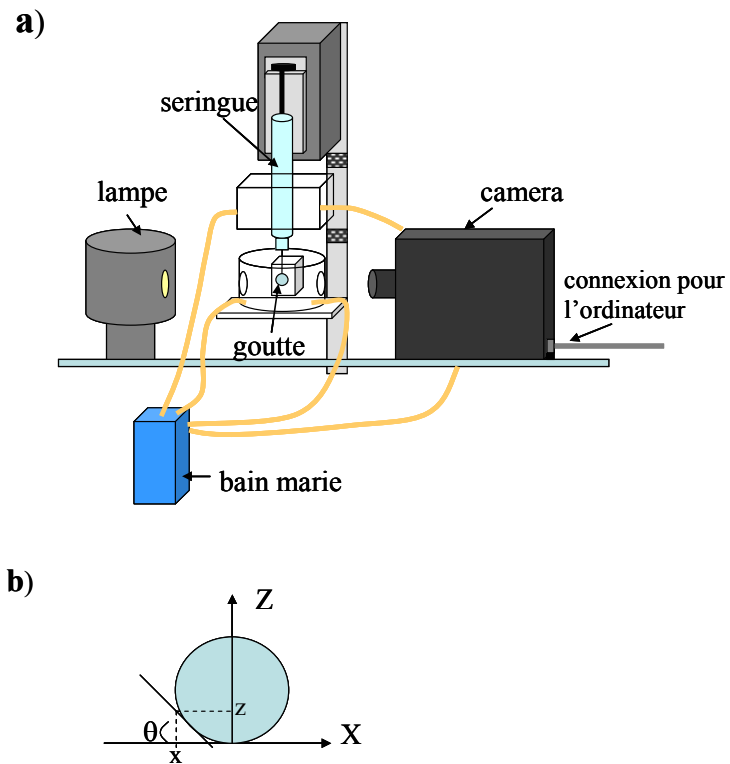 a)
seringue
lampe
camera
connexion pour
l’ordinateur
goutte
bain marie
b)
Z
z
θ
X
x